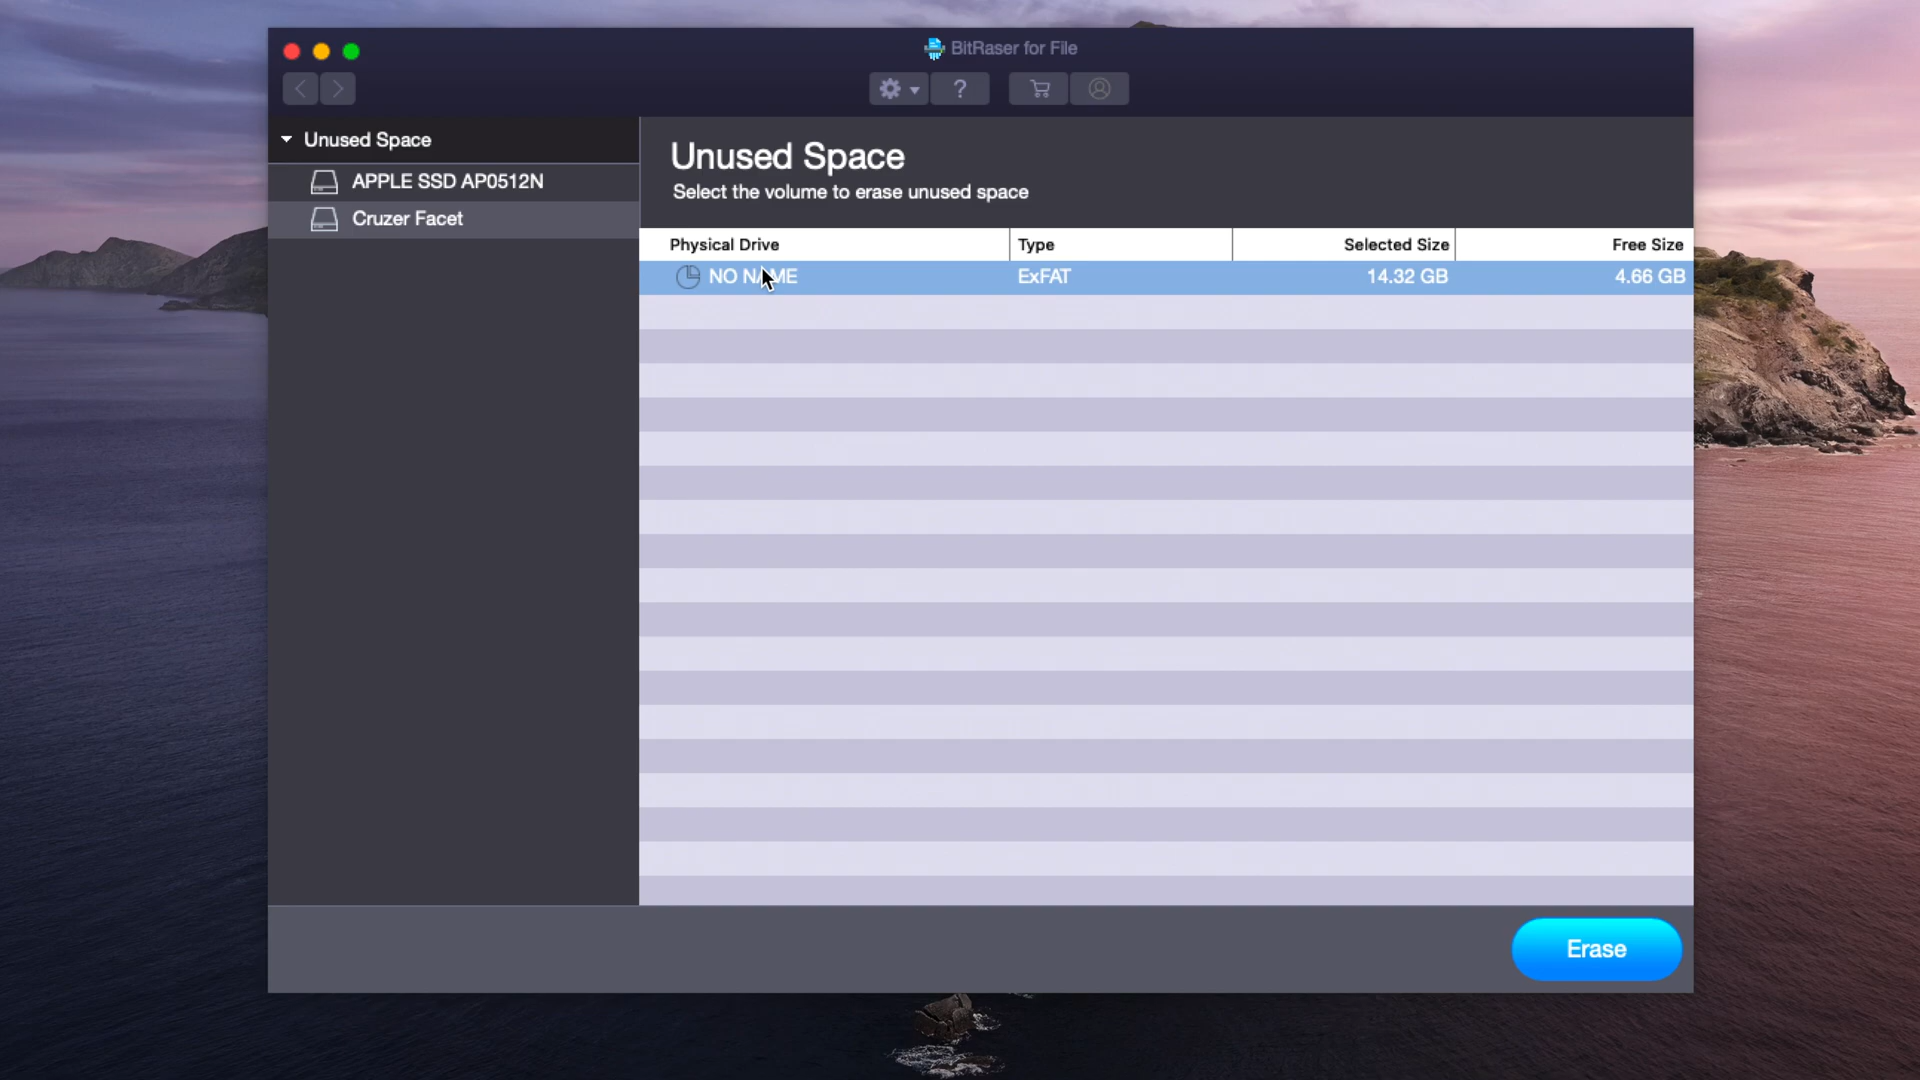 BitRaser for File
?
Unused Space
APPLE SSD AP0512N
Cruzer Facet
Unused Space
Select the volume to erase unused space
Physical Drive Type Selected Size Free Size
NO NAME ExFAT 14.32 GB 4.66 GB
Erase